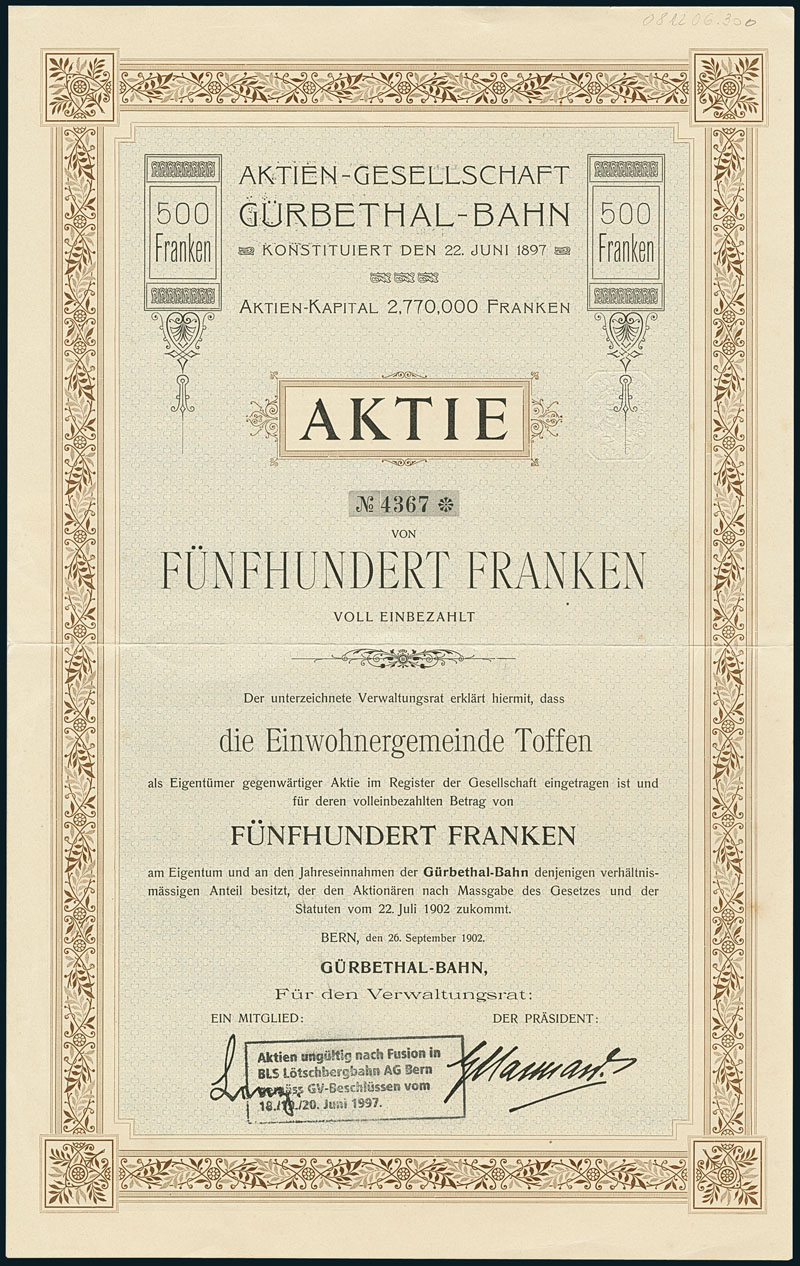 081206.300
AKTIEN-GESELLSCHAFT
GÜRBETHAL-BAHN
KONSTITUIERT DEN 22. JUNI 1897
AKTIEN-KAPITAL 2,770,000 FRANKEN
500
Franken
500
Franken
AKTIE
№ 4367
VON
FÜNFHUNDERT FRANKEN
VOLL EINBEZAHLT
Der unterzeichnete Verwaltungsrat erklärt hiermit, dass
die Einwohnergemeinde Toffen
als Eigentümer gegenwärtiger Aktie im Register der Gesellschaft eingetragen ist und
für deren volleinbezahlten Betrag von
FÜNFHUNDERT FRANKEN
am Eigentum und an den Jahreseinnahmen der Gürbethal-Bahn denjenigen verhältnis-
mässigen Anteil besitzt, der den Aktionären nach Massgabe des Gesetzes und der
Statuten vom 22. Juli 1902 zukommt.
BERN, den 26. September 1902.
GÜRBETHAL-BAHN,
Für den Verwaltungsrat:
EIN MITGLIED:
DER PRÄSIDENT:
Aktien ungültig nach Fusion in
BLS Lötschbergbahn AG Bern
gemäss GV-Beschlüssen vom
18./19./20. Juni 1997.